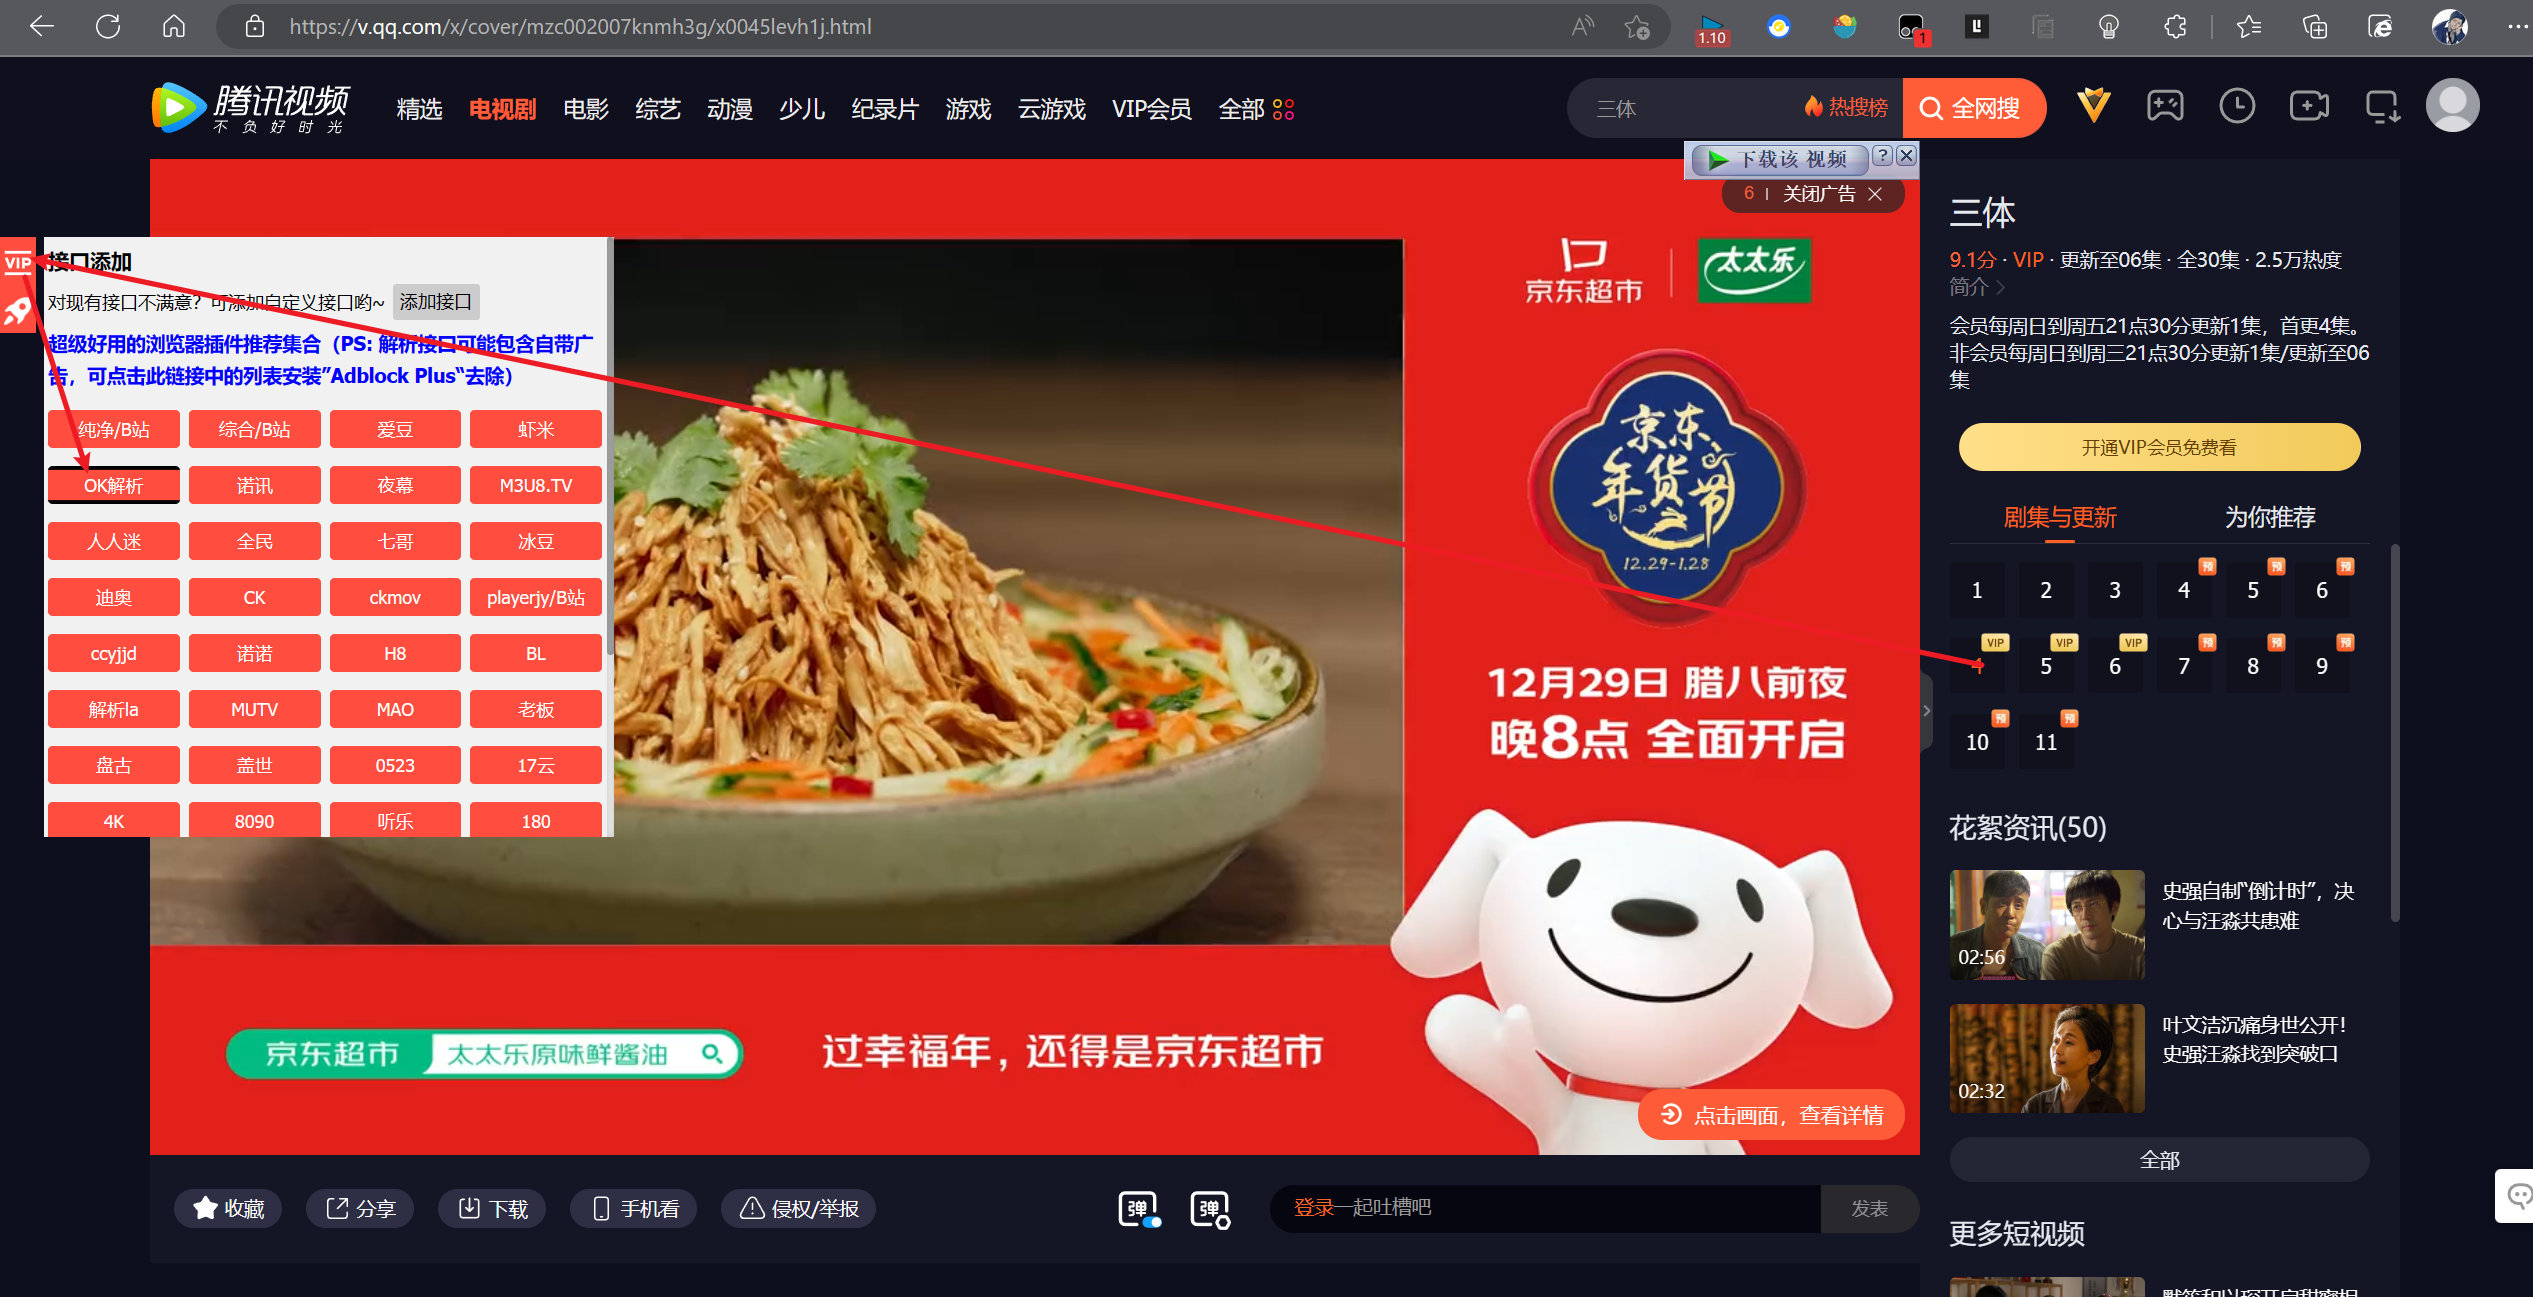 https://v.qq.com/x/cover/mzc002007knmh3g/x0045levh1j.html
1.10
1
腾讯视频
不负好时光
精选 电视剧 电影 综艺 动漫 少儿 纪录片 游戏 云游戏 VIP会员 全部
三体 热搜榜 全网搜
下载该 视频 ?
6 关闭广告
VIP
接口添加
对现有接口不满意？可添加自定义接口哟~ 添加接口
超级好用的浏览器插件推荐集合（PS: 解析接口可能包含自带广
告，可点击此链接中的列表安装”Adblock Plus“去除）
纯净/B站 综合/B站 爱豆 虾米
OK解析 诺讯 夜幕 M3U8.TV
人人迷 全民 七哥 冰豆
迪奥 CK ckmov playerjy/B站
ccyjjd 诺诺 H8 BL
解析la MUTV MAO 老板
盘古 盖世 0523 17云
4K 8090 听乐 180
京东超市 太太乐
京东
年货节
之
12.29-1.28
12月29日 腊八前夜
晚8点 全面开启
京东超市 太太乐原味鲜酱油
过幸福年，还得是京东超市
点击画面，查看详情
收藏 分享 下载 手机看 侵权/举报
弹 弹
登录一起吐槽吧 发表
三体
9.1分 · VIP · 更新至06集 · 全30集 · 2.5万热度
简介
会员每周日到周五21点30分更新1集，首更4集。
非会员每周日到周三21点30分更新1集/更新至06
集
开通VIP会员免费看
剧集与更新 为你推荐
1 2 3 4 预 5 预 6 预
4 VIP 5 VIP 6 VIP 7 预 8 预 9 预
10 预 11 预
花絮资讯(50)
02:56
史强自制“倒计时”，决
心与汪淼共患难
02:32
叶文洁沉痛身世公开！
史强汪淼找到突破口
全部
更多短视频